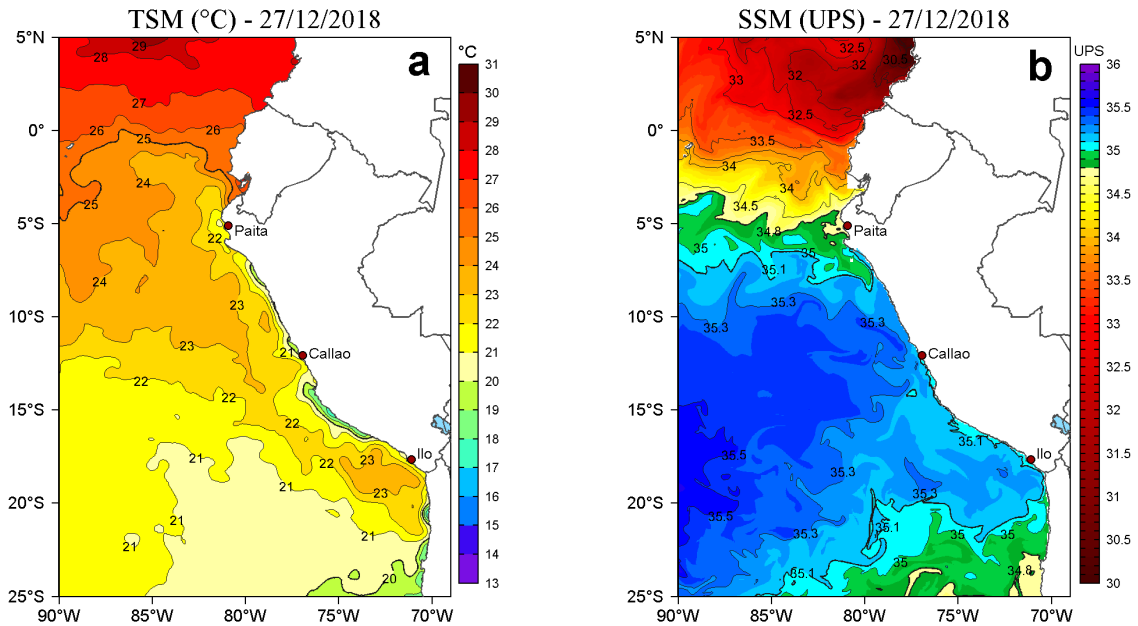 TSM (°C) - 27/12/2018
SSM (UPS) - 27/12/2018
a
5°N
0°
5°S
10°S
15°S
20°S
25°S
90°W
85°W
80°W
75°W
70°W
29
28
27
26
26
25
24
25
22
24
23
23
21
22
22
22
22
23
23
21
21
21
21
21
20
Paita
Callao
Ilo
°C
31
30
29
28
27
26
25
24
23
22
21
20
19
18
17
16
15
14
13
b
5°N
0°
5°S
10°S
15°S
20°S
25°S
90°W
85°W
80°W
75°W
70°W
32.5
30.5
32
32
33
32.5
33.5
34
34
34.5
34.8
35
35
35.1
35.3
35.3
35.3
35.1
35.5
35.3
35.3
35.5
35.1
35.3
35
35
35.1
35
34.8
Paita
Callao
Ilo
UPS
36
35.5
35
34.5
34
33.5
33
32.5
32
31.5
31
30.5
30